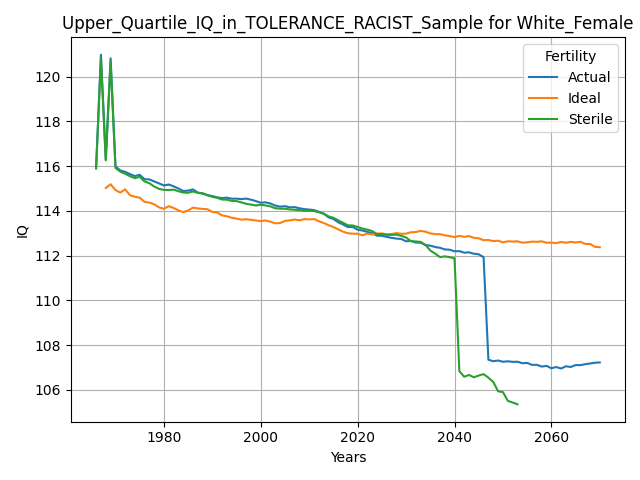 Upper_Quartile_IQ_in_TOLERANCE_RACIST_Sample for White_Female
Fertility
Actual
Ideal
Sterile
IQ
120
118
116
114
112
110
108
106
1980
2000
2020
2040
2060
Years